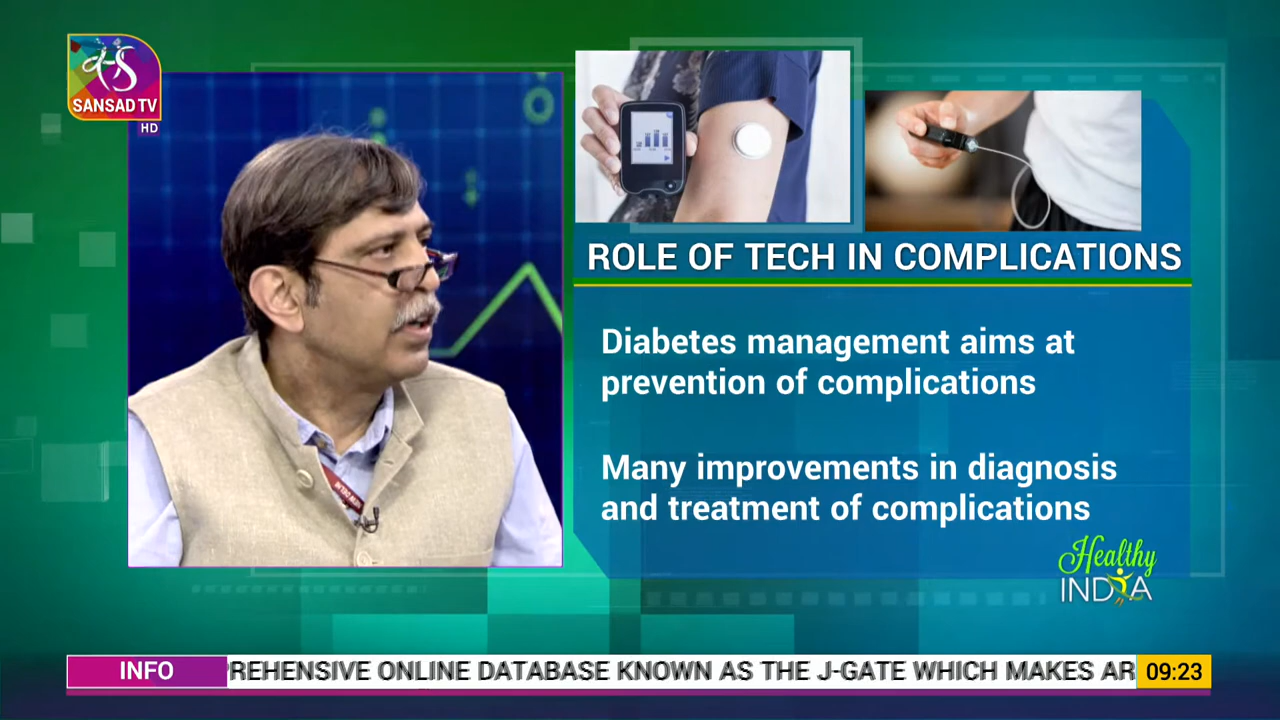 SANSAD TV
HD
ROLE OF TECH IN COMPLICATIONS
Diabetes management aims at
prevention of complications
Many improvements in diagnosis
and treatment of complications
Healthy
INDIA
INFO
PREHENSIVE ONLINE DATABASE KNOWN AS THE J-GATE WHICH MAKES AR
09:23